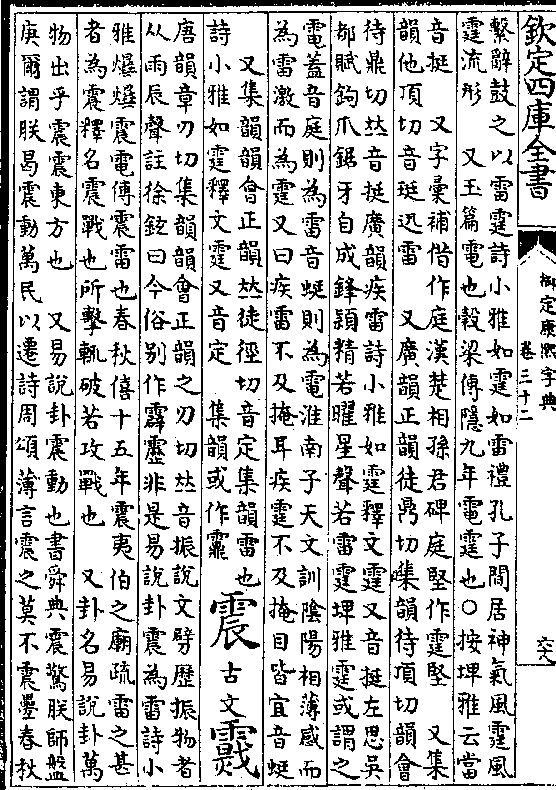 欽定四庫全書
御定康熙字典
卷三十二
繫辭鼓之以雷霆詩小雅如霆如雷禮孔子閒居神氣風霆風
霆流形　又玉篇電也穀梁傳隱九年電霆也○按埤雅云當
音挺　又字彙補借作庭漢楚相孫君碑庭堅作霆堅　又集
韻他頂切音珽迅雷　又廣韻正韻徒鼎切集韻待頂切韻會
待鼎切𠀤音挺廣韻疾雷詩小雅如霆釋文霆又音挺左思吳
都賦鉤爪鋸牙自成鋒穎精若曜星聲若雷霆埤雅霆或謂之
電蓋音庭則為雷音蜓則為電淮南子天文訓陰陽相薄感而
為雷激而為霆又曰疾雷不及掩耳疾霆不及掩目皆宜音蜓
又集韻韻會正韻𠀤徒徑切音定集韻雷也
詩小雅如霆釋文霆又音定　集韻或作
震古文
唐韻章刃切集韻韻會正韻之刃切𠀤音振說文劈歷振物者
从雨辰聲註徐鉉曰今俗別作霹靂非是易說卦震為雷詩小
雅爗爗震電傳震雷也春秋僖十五年震夷伯之廟疏雷之甚
者為震釋名震戰也所擊輒破若攻戰也　又卦名易說卦萬
物出乎震震東方也　又易說卦震動也書舜典震驚朕師盤
庚爾謂朕曷震動萬民以遷詩周頌薄言震之莫不震疊春秋